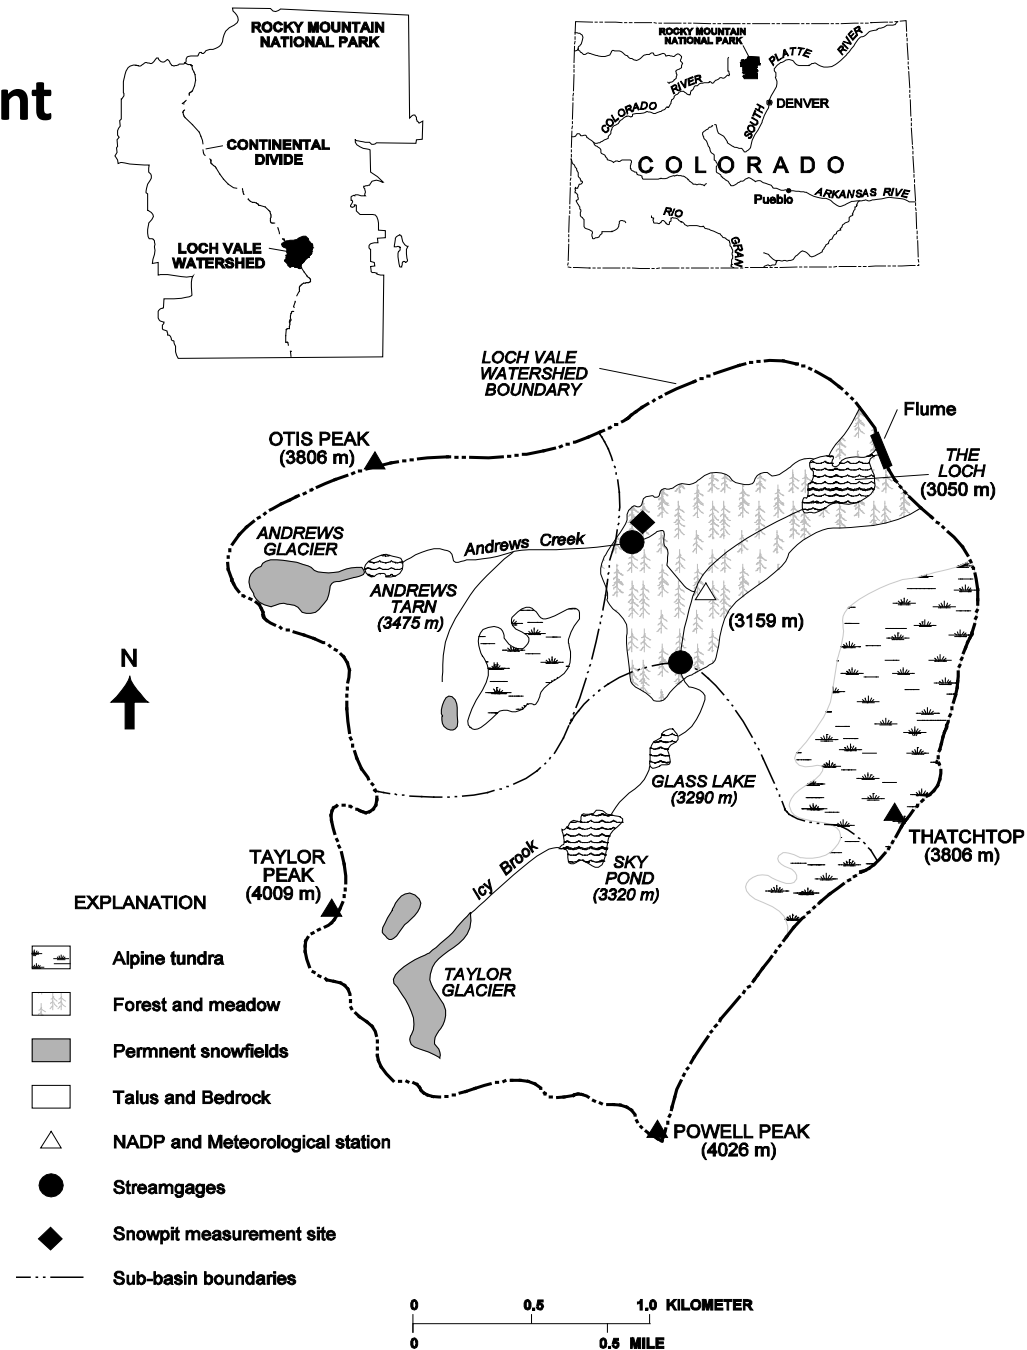 nt
ROCKY MOUNTAIN
NATIONAL PARK
CONTINENTAL
DIVIDE
LOCH VALE
WATERSHED
ROCKY MOUNTAIN
NATIONAL PARK
PLATTE
RIVER
SOUTH
DENVER
COLORADO
RIVER
COLORADO
Pueblo
ARKANSAS RIVE
RIO
GRAN
LOCH VALE
WATERSHED
BOUNDARY
Flume
OTIS PEAK
(3806 m)
THE
LOCH
(3050 m)
ANDREWS
GLACIER
Andrews Creek
ANDREWS
TARN
(3475 m)
(3159 m)
N
GLASS LAKE
(3290 m)
THATCHTOP
(3806 m)
TAYLOR
PEAK
(4009 m)
Icy Brook
SKY
POND
(3320 m)
TAYLOR
GLACIER
POWELL PEAK
(4026 m)
EXPLANATION
Alpine tundra
Forest and meadow
Permnent snowfields
Talus and Bedrock
NADP and Meteorological station
Streamgages
Snowpit measurement site
Sub-basin boundaries
0 0.5 1.0 KILOMETER
0 0.5 MILE